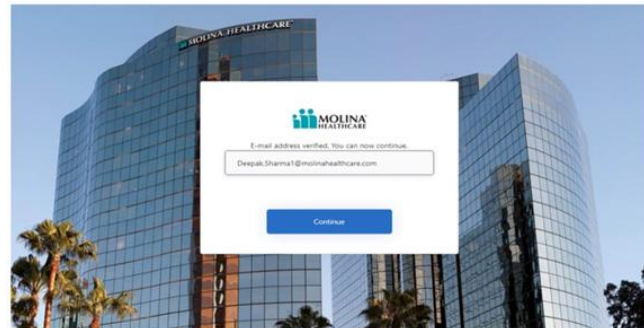 MOLINA HEALTHCARE
MOLINA
HEALTHCARE
E-mail address verified. You can now continue.
Deepak.Sharma1@molinahealthcare.com
Continue